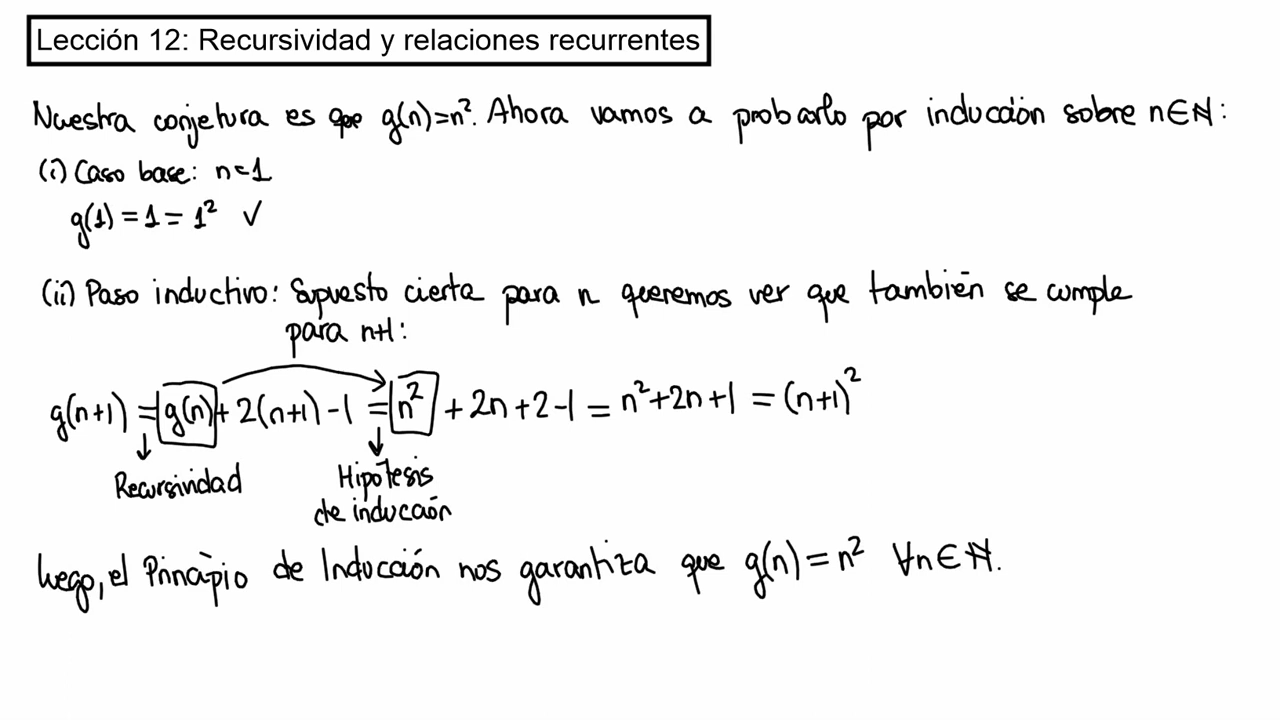 Lección 12: Recursividad y relaciones recurrentes
Nuestra conjetura es que g(n)=n². Ahora vamos a probarlo por inducción sobre n∈ℕ:
(i) Caso base: n=1
g(1) = 1 = 1² ✓
(ii) Paso inductivo: Supuesto cierta para n queremos ver que también se cumple
para n+1:
g(n+1) = g(n) + 2(n+1) - 1 = n² + 2n + 2 - 1 = n² + 2n + 1 = (n+1)²
Recursividad
Hipótesis
de inducción
Luego, el Principio de Inducción nos garantiza que g(n) = n² ∀n∈ℕ.